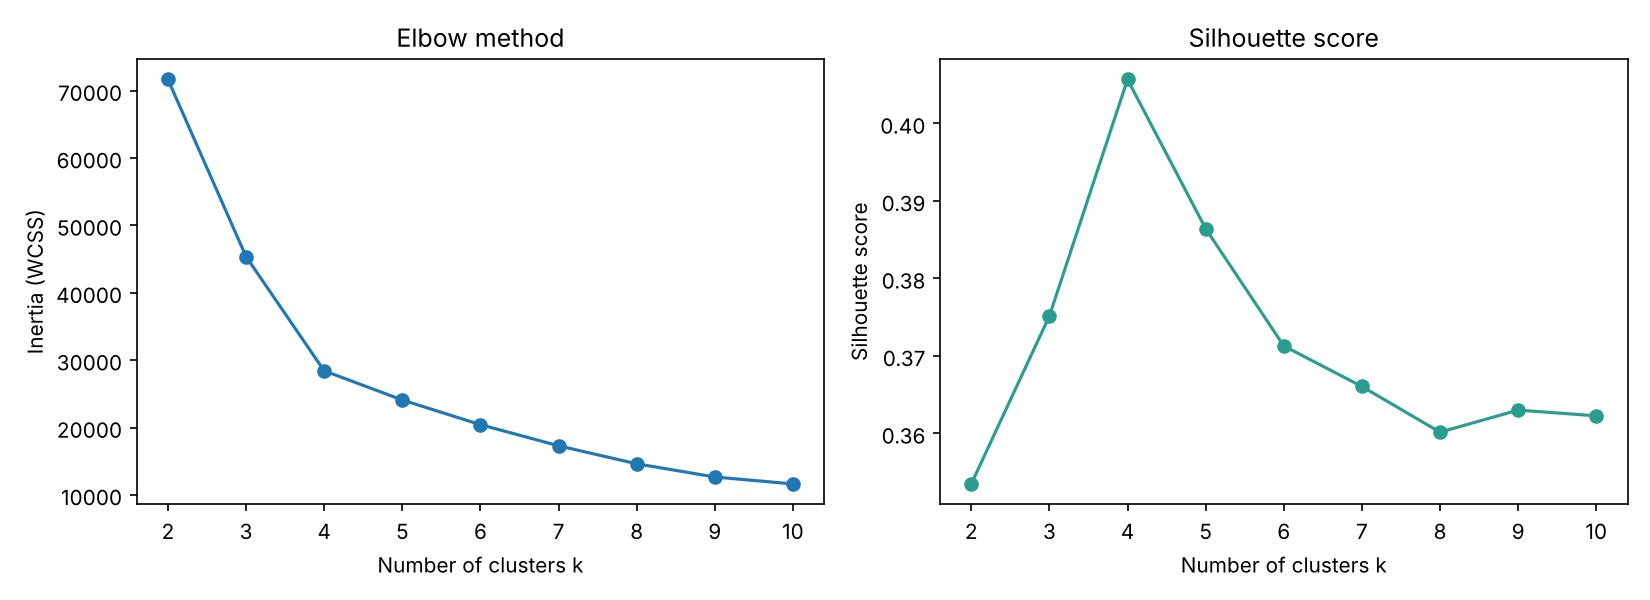 Elbow method
Inertia (WCSS)
70000
60000
50000
40000
30000
20000
10000
2 3 4 5 6 7 8 9 10
Number of clusters k
Silhouette score
Silhouette score
0.40
0.39
0.38
0.37
0.36
2 3 4 5 6 7 8 9 10
Number of clusters k